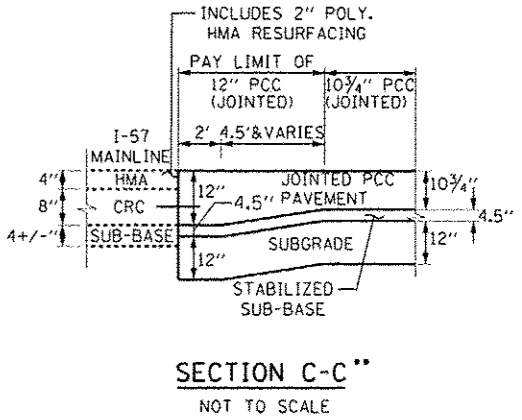 INCLUDES 2" POLY.
HMA RESURFACING
PAY LIMIT OF
12" PCC
(JOINTED)
10¾" PCC
(JOINTED)
I-57
MAINLINE
2'
4.5'&VARIES
4"
HMA
8"
CRC
4+/-"
SUB-BASE
12"
4.5"
JOINTED PCC
PAVEMENT
10¾"
4.5"
12"
SUBGRADE
12"
STABILIZED
SUB-BASE
SECTION C-C**
NOT TO SCALE